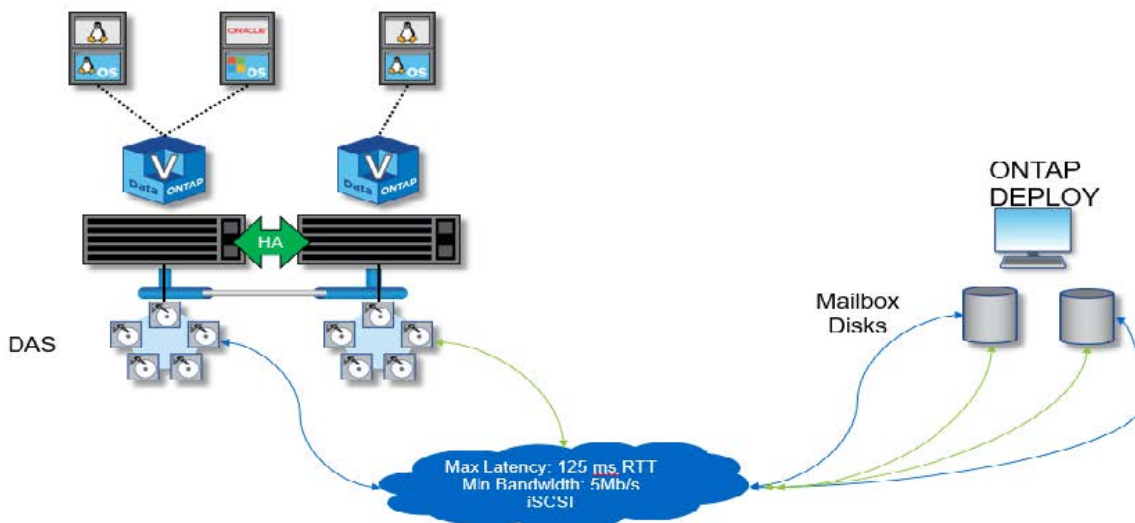 ORACLE
OS
OS
OS
V
Data ONTAP
V
Data ONTAP
ONTAP
DEPLOY
HA
Mailbox
Disks
DAS
Max Latency: 125 ms RTT
Min Bandwidth: 5Mb/s
iSCSI